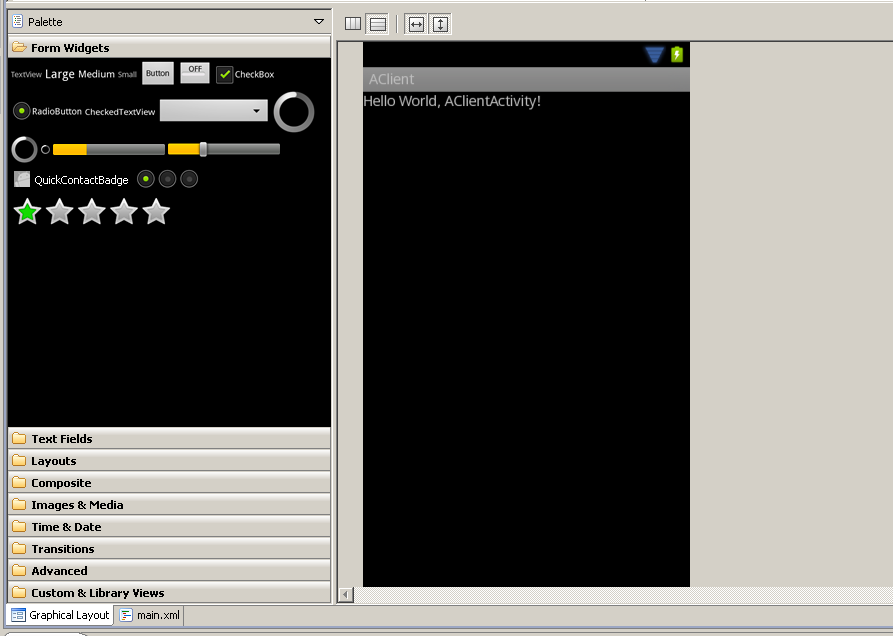 Palette
Form Widgets
TextView Large Medium Small Button OFF CheckBox
RadioButton CheckedTextView
QuickContactBadge
Text Fields
Layouts
Composite
Images & Media
Time & Date
Transitions
Advanced
Custom & Library Views
Graphical Layout main.xml
AClient
Hello World, AClientActivity!